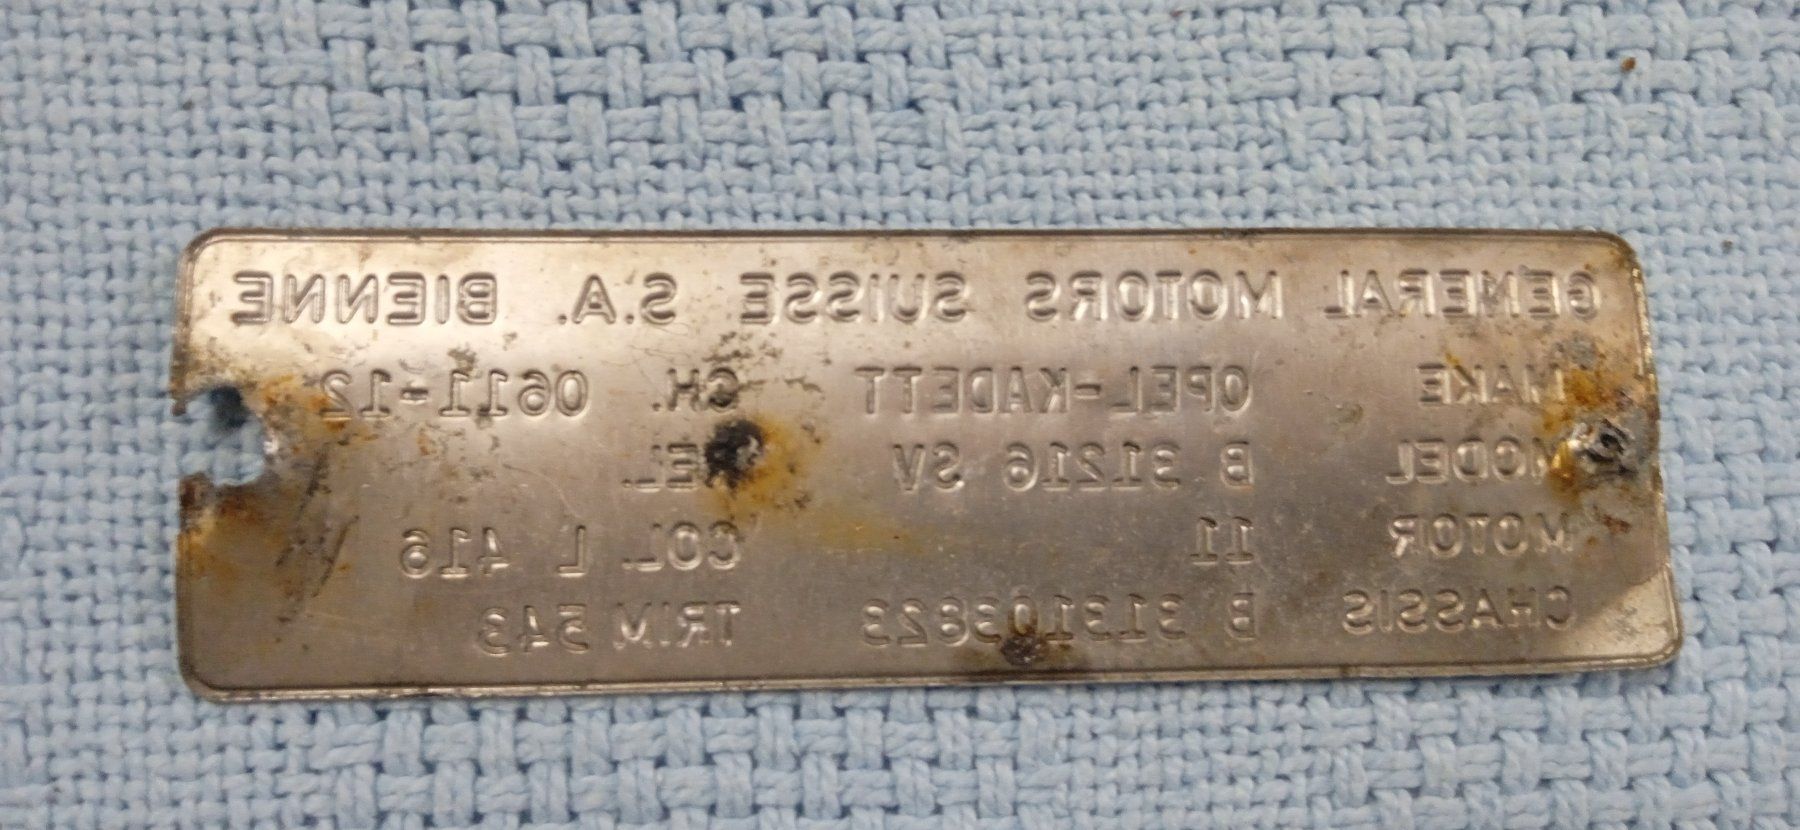 GENERAL MOTORS SUISSE S.A. BIENNE
MAKE OPEL-KADETT CH. 0611-12
MODEL B 31216 SV EL.
MOTOR 11 COL. L 416
CHASSIS B 313103823 TRIM 543